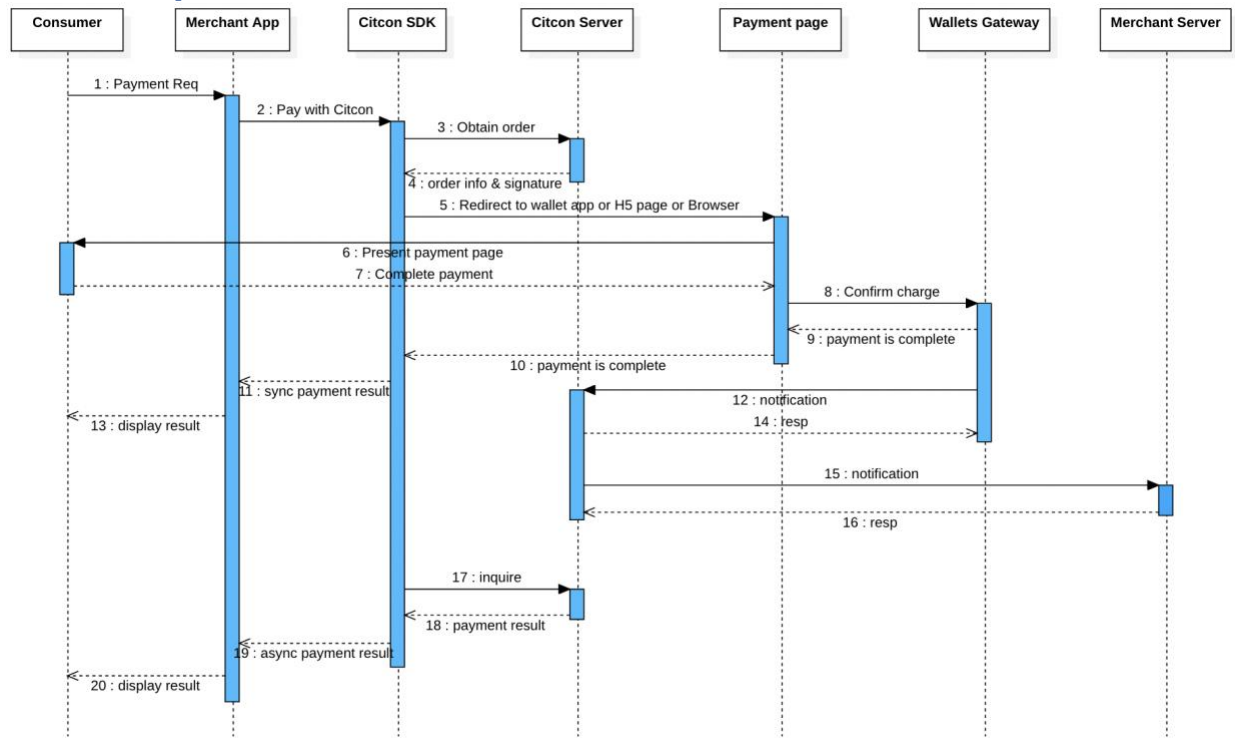 Consumer
Merchant App
Citcon SDK
Citcon Server
Payment page
Wallets Gateway
Merchant Server
1 : Payment Req
2 : Pay with Citcon
3 : Obtain order
4 : order info & signature
5 : Redirect to wallet app or H5 page or Browser
6 : Present payment page
7 : Complete payment
8 : Confirm charge
9 : payment is complete
10 : payment is complete
11 : sync payment result
12 : notification
13 : display result
14 : resp
15 : notification
16 : resp
17 : inquire
18 : payment result
19 : async payment result
20 : display result